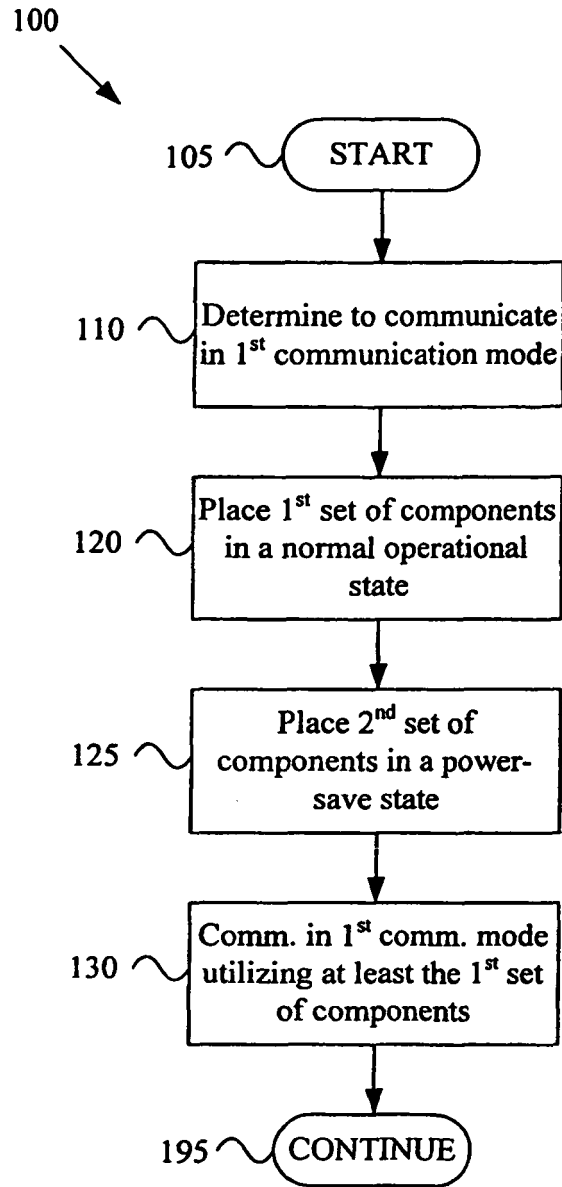 100
105
START
110
Determine to communicate
in 1st communication mode
120
Place 1st set of components
in a normal operational
state
125
Place 2nd set of
components in a power-
save state
130
Comm. in 1st comm. mode
utilizing at least the 1st set
of components
195
CONTINUE